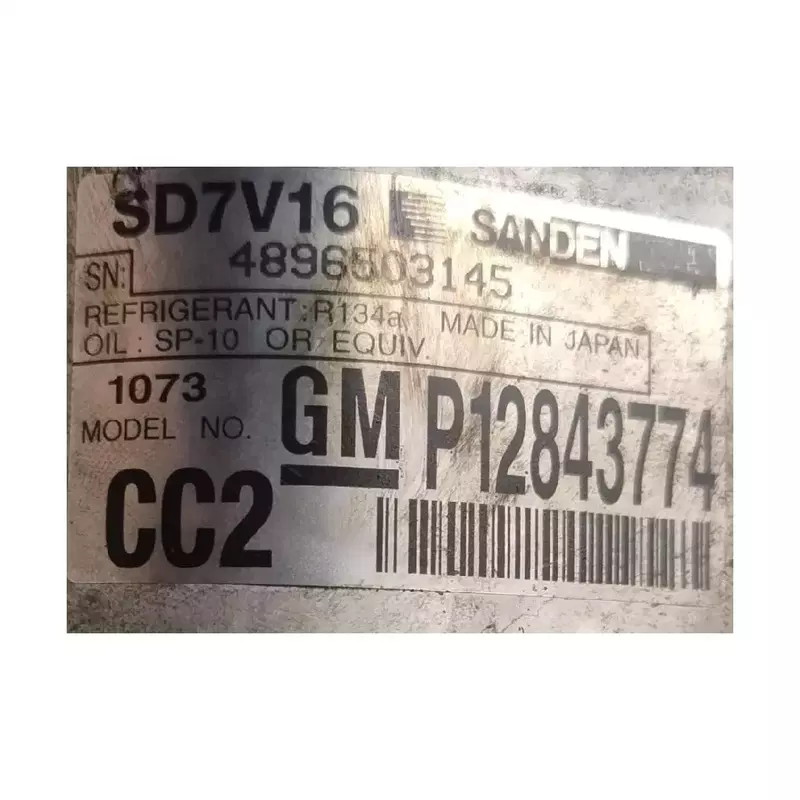 SD7V16 SANDEN
SN: 4896503145
REFRIGERANT: R134a MADE IN JAPAN
OIL : SP-10 OR EQUIV.
1073
MODEL NO. GM P12843774
CC2